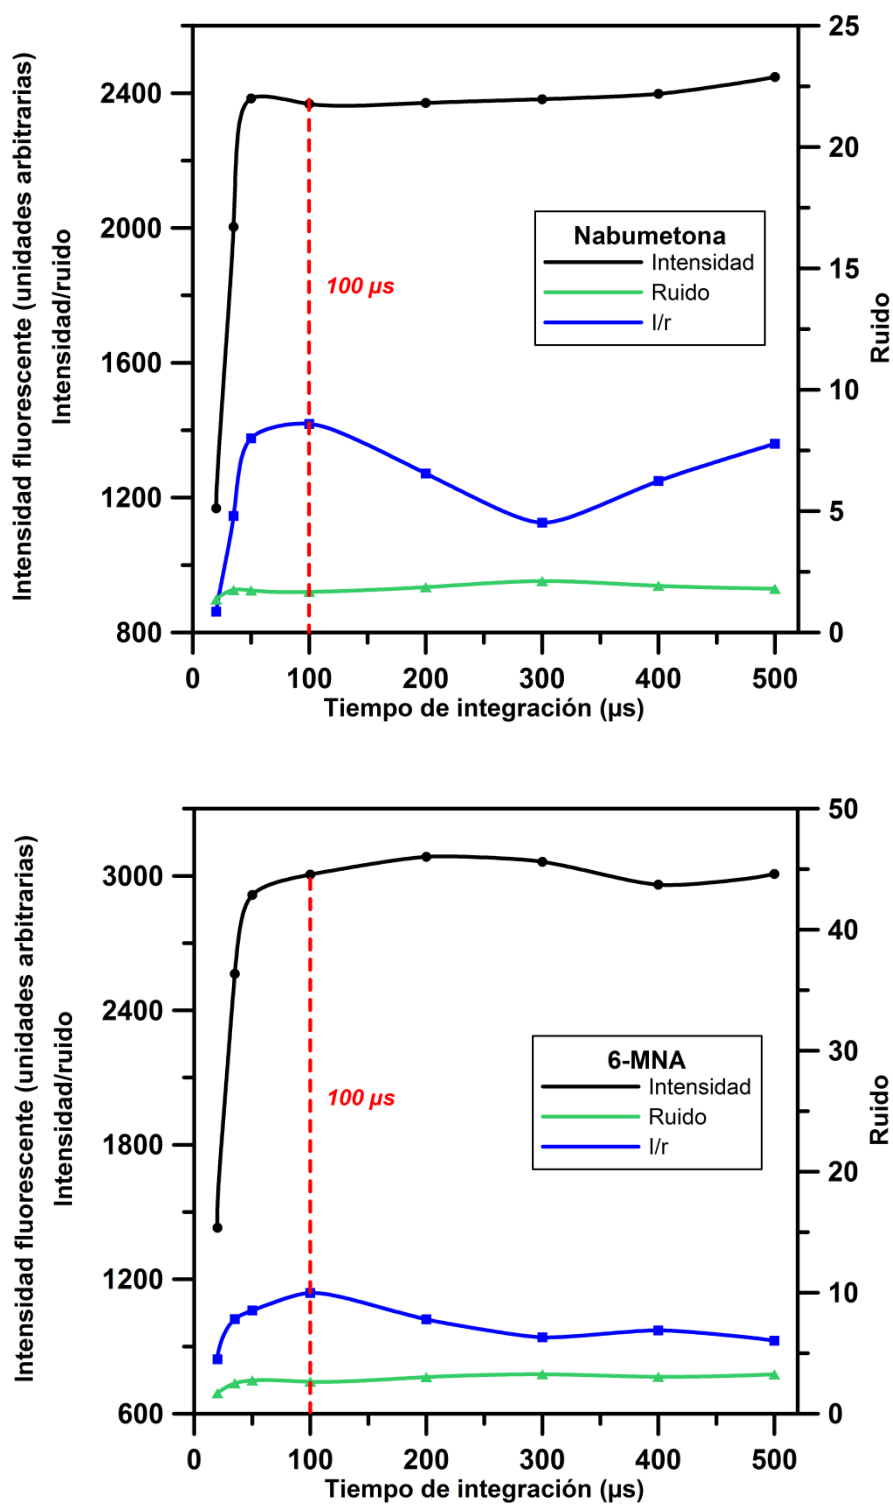 Intensidad fluorescente (unidades arbitrarias)
Intensidad/ruido
2400
2000
1600
1200
800
25
20
15
10
5
0
Ruido
Nabumetona
Intensidad
Ruido
I/r
100 µs
0 100 200 300 400 500
Tiempo de integración (µs)
Intensidad fluorescente (unidades arbitrarias)
Intensidad/ruido
3000
2400
1800
1200
600
50
40
30
20
10
0
Ruido
6-MNA
Intensidad
Ruido
I/r
100 µs
0 100 200 300 400 500
Tiempo de integración (µs)